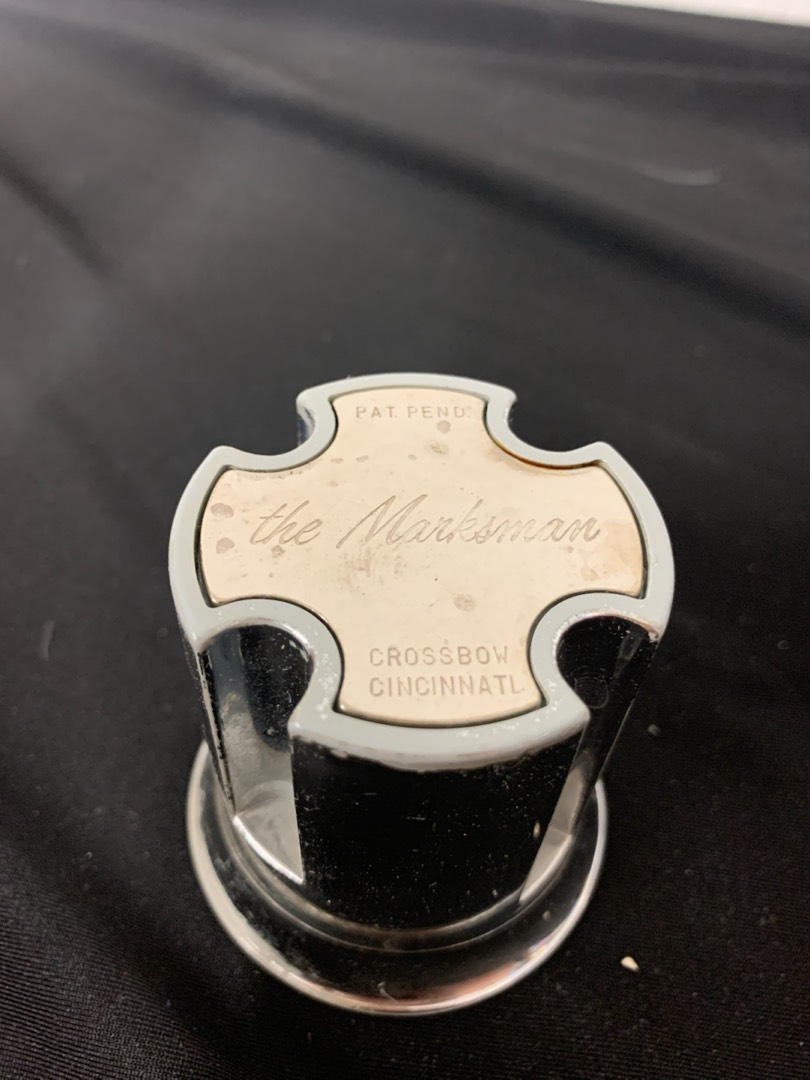 PAT. PEND.
the Marksman
CROSSBOW
CINCINNATI.